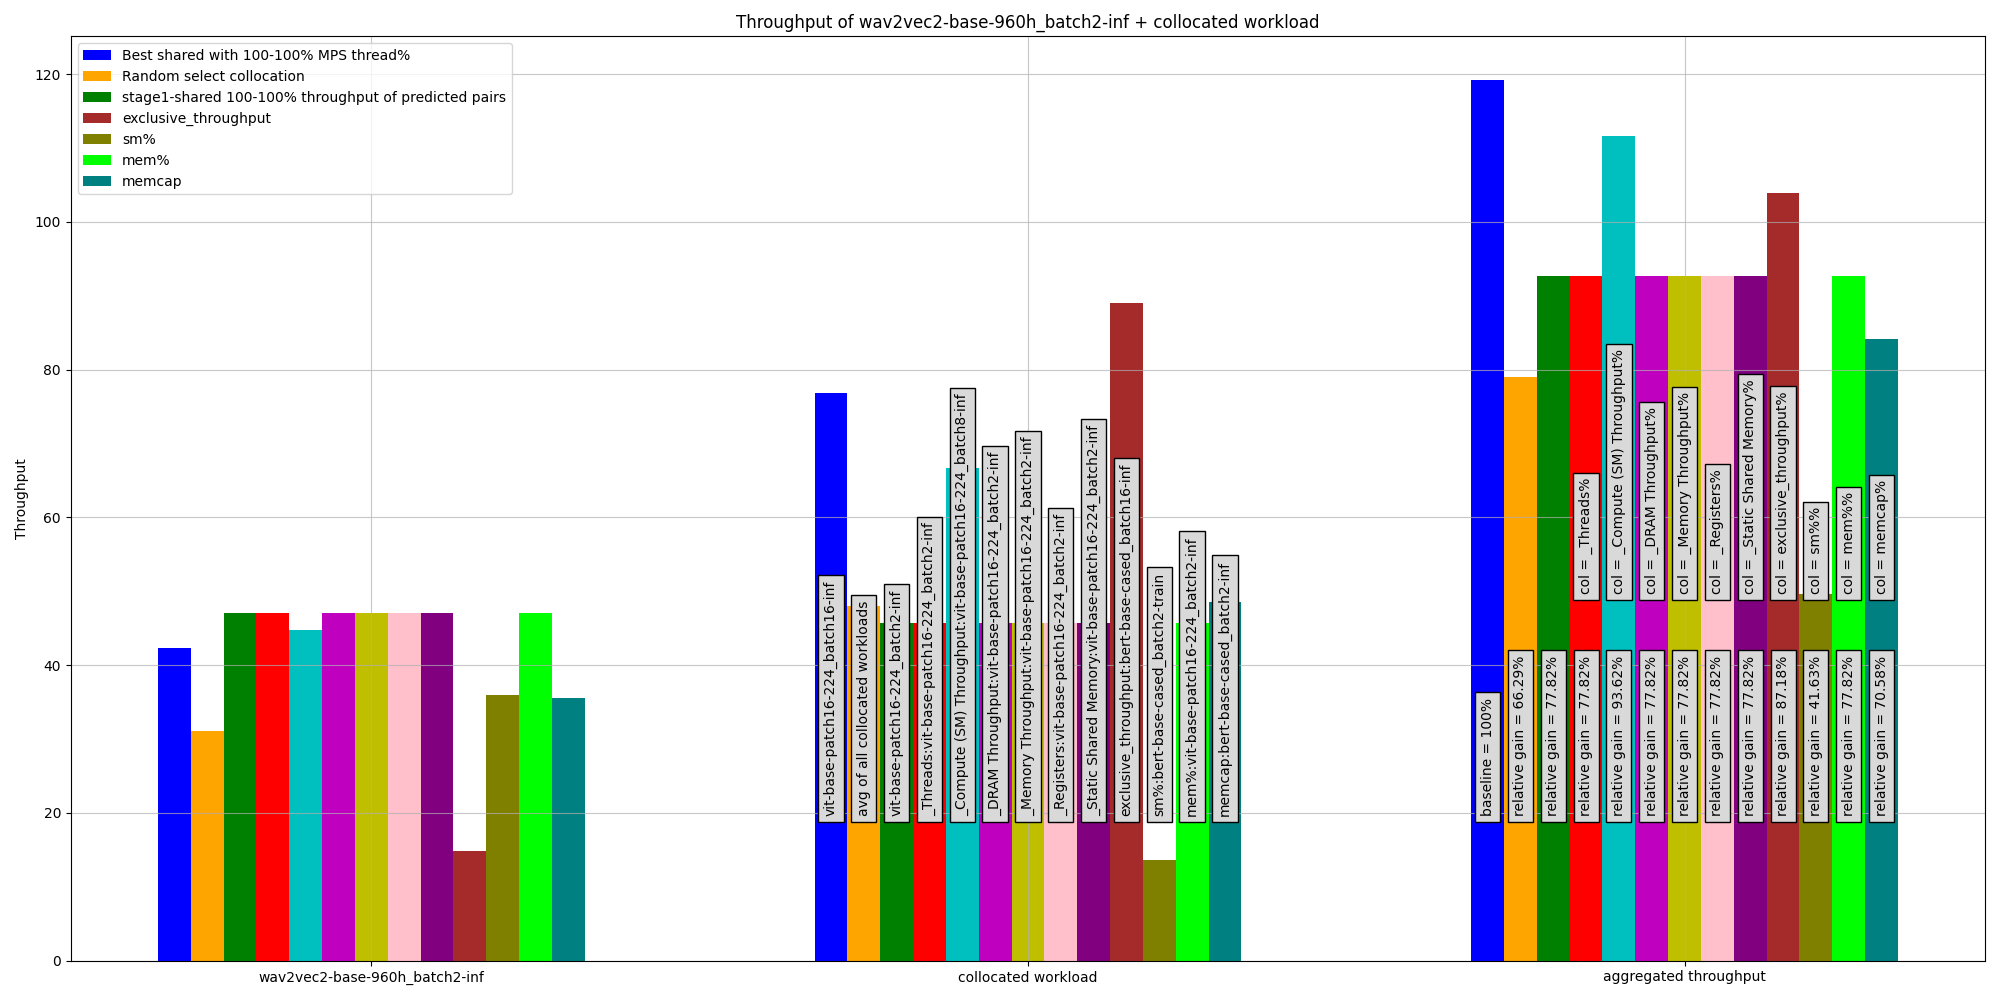 Throughput of wav2vec2-base-960h_batch2-inf + collocated workload
Best shared with 100-100% MPS thread%
Random select collocation
stage1-shared 100-100% throughput of predicted pairs
exclusive_throughput
sm%
mem%
memcap
Throughput
120
100
80
60
40
20
0
vit-base-patch16-224_batch16-inf
avg of all collocated workloads
vit-base-patch16-224_batch2-inf
_Threads:vit-base-patch16-224_batch2-inf
_Compute (SM) Throughput:vit-base-patch16-224_batch8-inf
_DRAM Throughput:vit-base-patch16-224_batch2-inf
_Memory Throughput:vit-base-patch16-224_batch2-inf
_Registers:vit-base-patch16-224_batch2-inf
_Static Shared Memory:vit-base-patch16-224_batch2-inf
exclusive_throughput:bert-base-cased_batch16-inf
sm%:bert-base-cased_batch2-train
mem%:vit-base-patch16-224_batch2-inf
memcap:bert-base-cased_batch2-inf
col = _Threads%
col = _Compute (SM) Throughput%
col = _DRAM Throughput%
col = _Memory Throughput%
col = _Registers%
col = _Static Shared Memory%
col = exclusive_throughput%
col = sm%%
col = mem%%
col = memcap%
baseline = 100%
relative gain = 66.29%
relative gain = 77.82%
relative gain = 77.82%
relative gain = 93.62%
relative gain = 77.82%
relative gain = 77.82%
relative gain = 77.82%
relative gain = 77.82%
relative gain = 87.18%
relative gain = 41.63%
relative gain = 77.82%
relative gain = 70.58%
wav2vec2-base-960h_batch2-inf
collocated workload
aggregated throughput